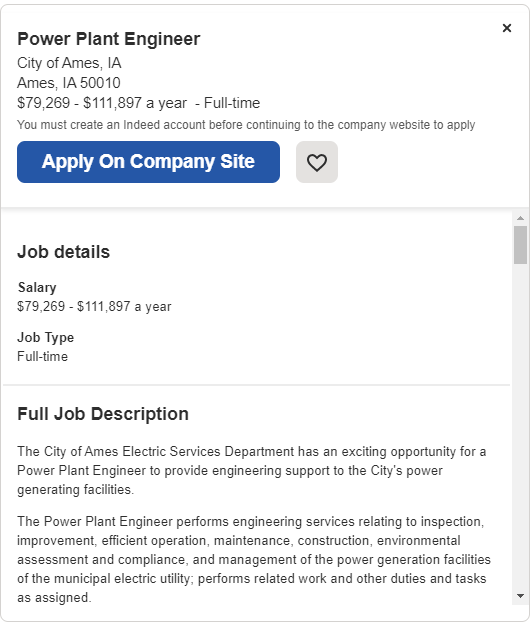 Power Plant Engineer
City of Ames, IA
Ames, IA 50010
$79,269 - $111,897 a year - Full-time
You must create an Indeed account before continuing to the company website to apply
Apply On Company Site
Job details
Salary
$79,269 - $111,897 a year
Job Type
Full-time
Full Job Description
The City of Ames Electric Services Department has an exciting opportunity for a
Power Plant Engineer to provide engineering support to the City's power
generating facilities.
The Power Plant Engineer performs engineering services relating to inspection,
improvement, efficient operation, maintenance, construction, environmental
assessment and compliance, and management of the power generation facilities
of the municipal electric utility; performs related work and other duties and tasks
as assigned.